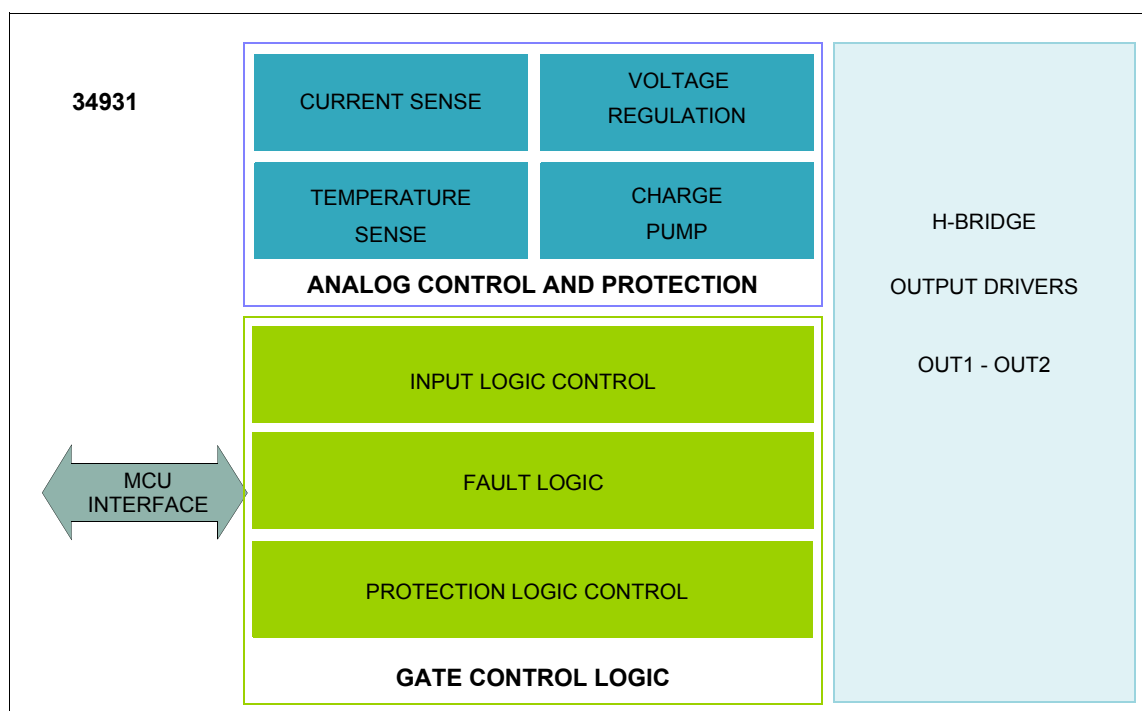 34931
CURRENT SENSE
VOLTAGE
REGULATION
TEMPERATURE
SENSE
CHARGE
PUMP
ANALOG CONTROL AND PROTECTION
H-BRIDGE
OUTPUT DRIVERS
OUT1 - OUT2
MCU
INTERFACE
INPUT LOGIC CONTROL
FAULT LOGIC
PROTECTION LOGIC CONTROL
GATE CONTROL LOGIC